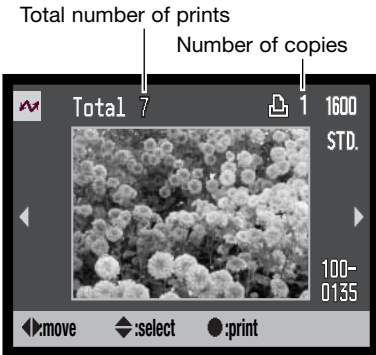 Total number of prints
Number of copies
Total 7 1 1600
STD.
100-
0135
:move :select :print